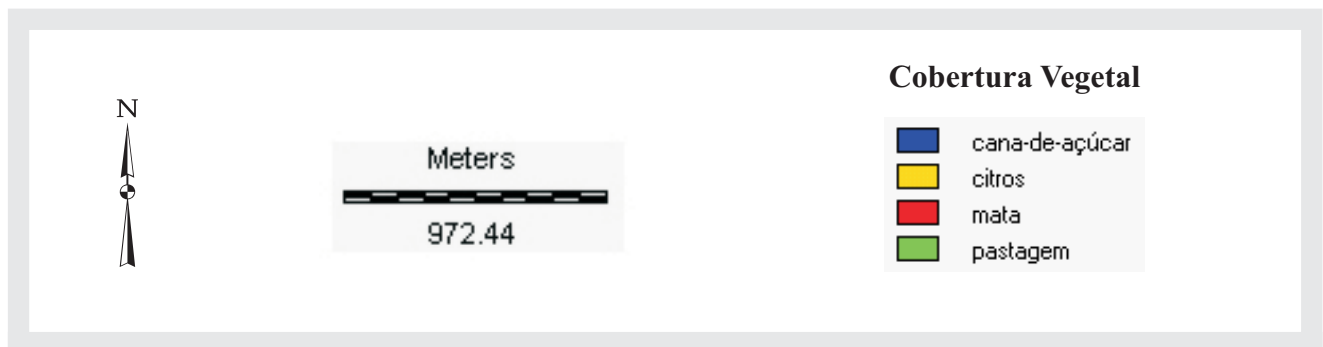 N
Meters
972.44
Cobertura Vegetal
cana-de-açúcar
citros
mata
pastagem